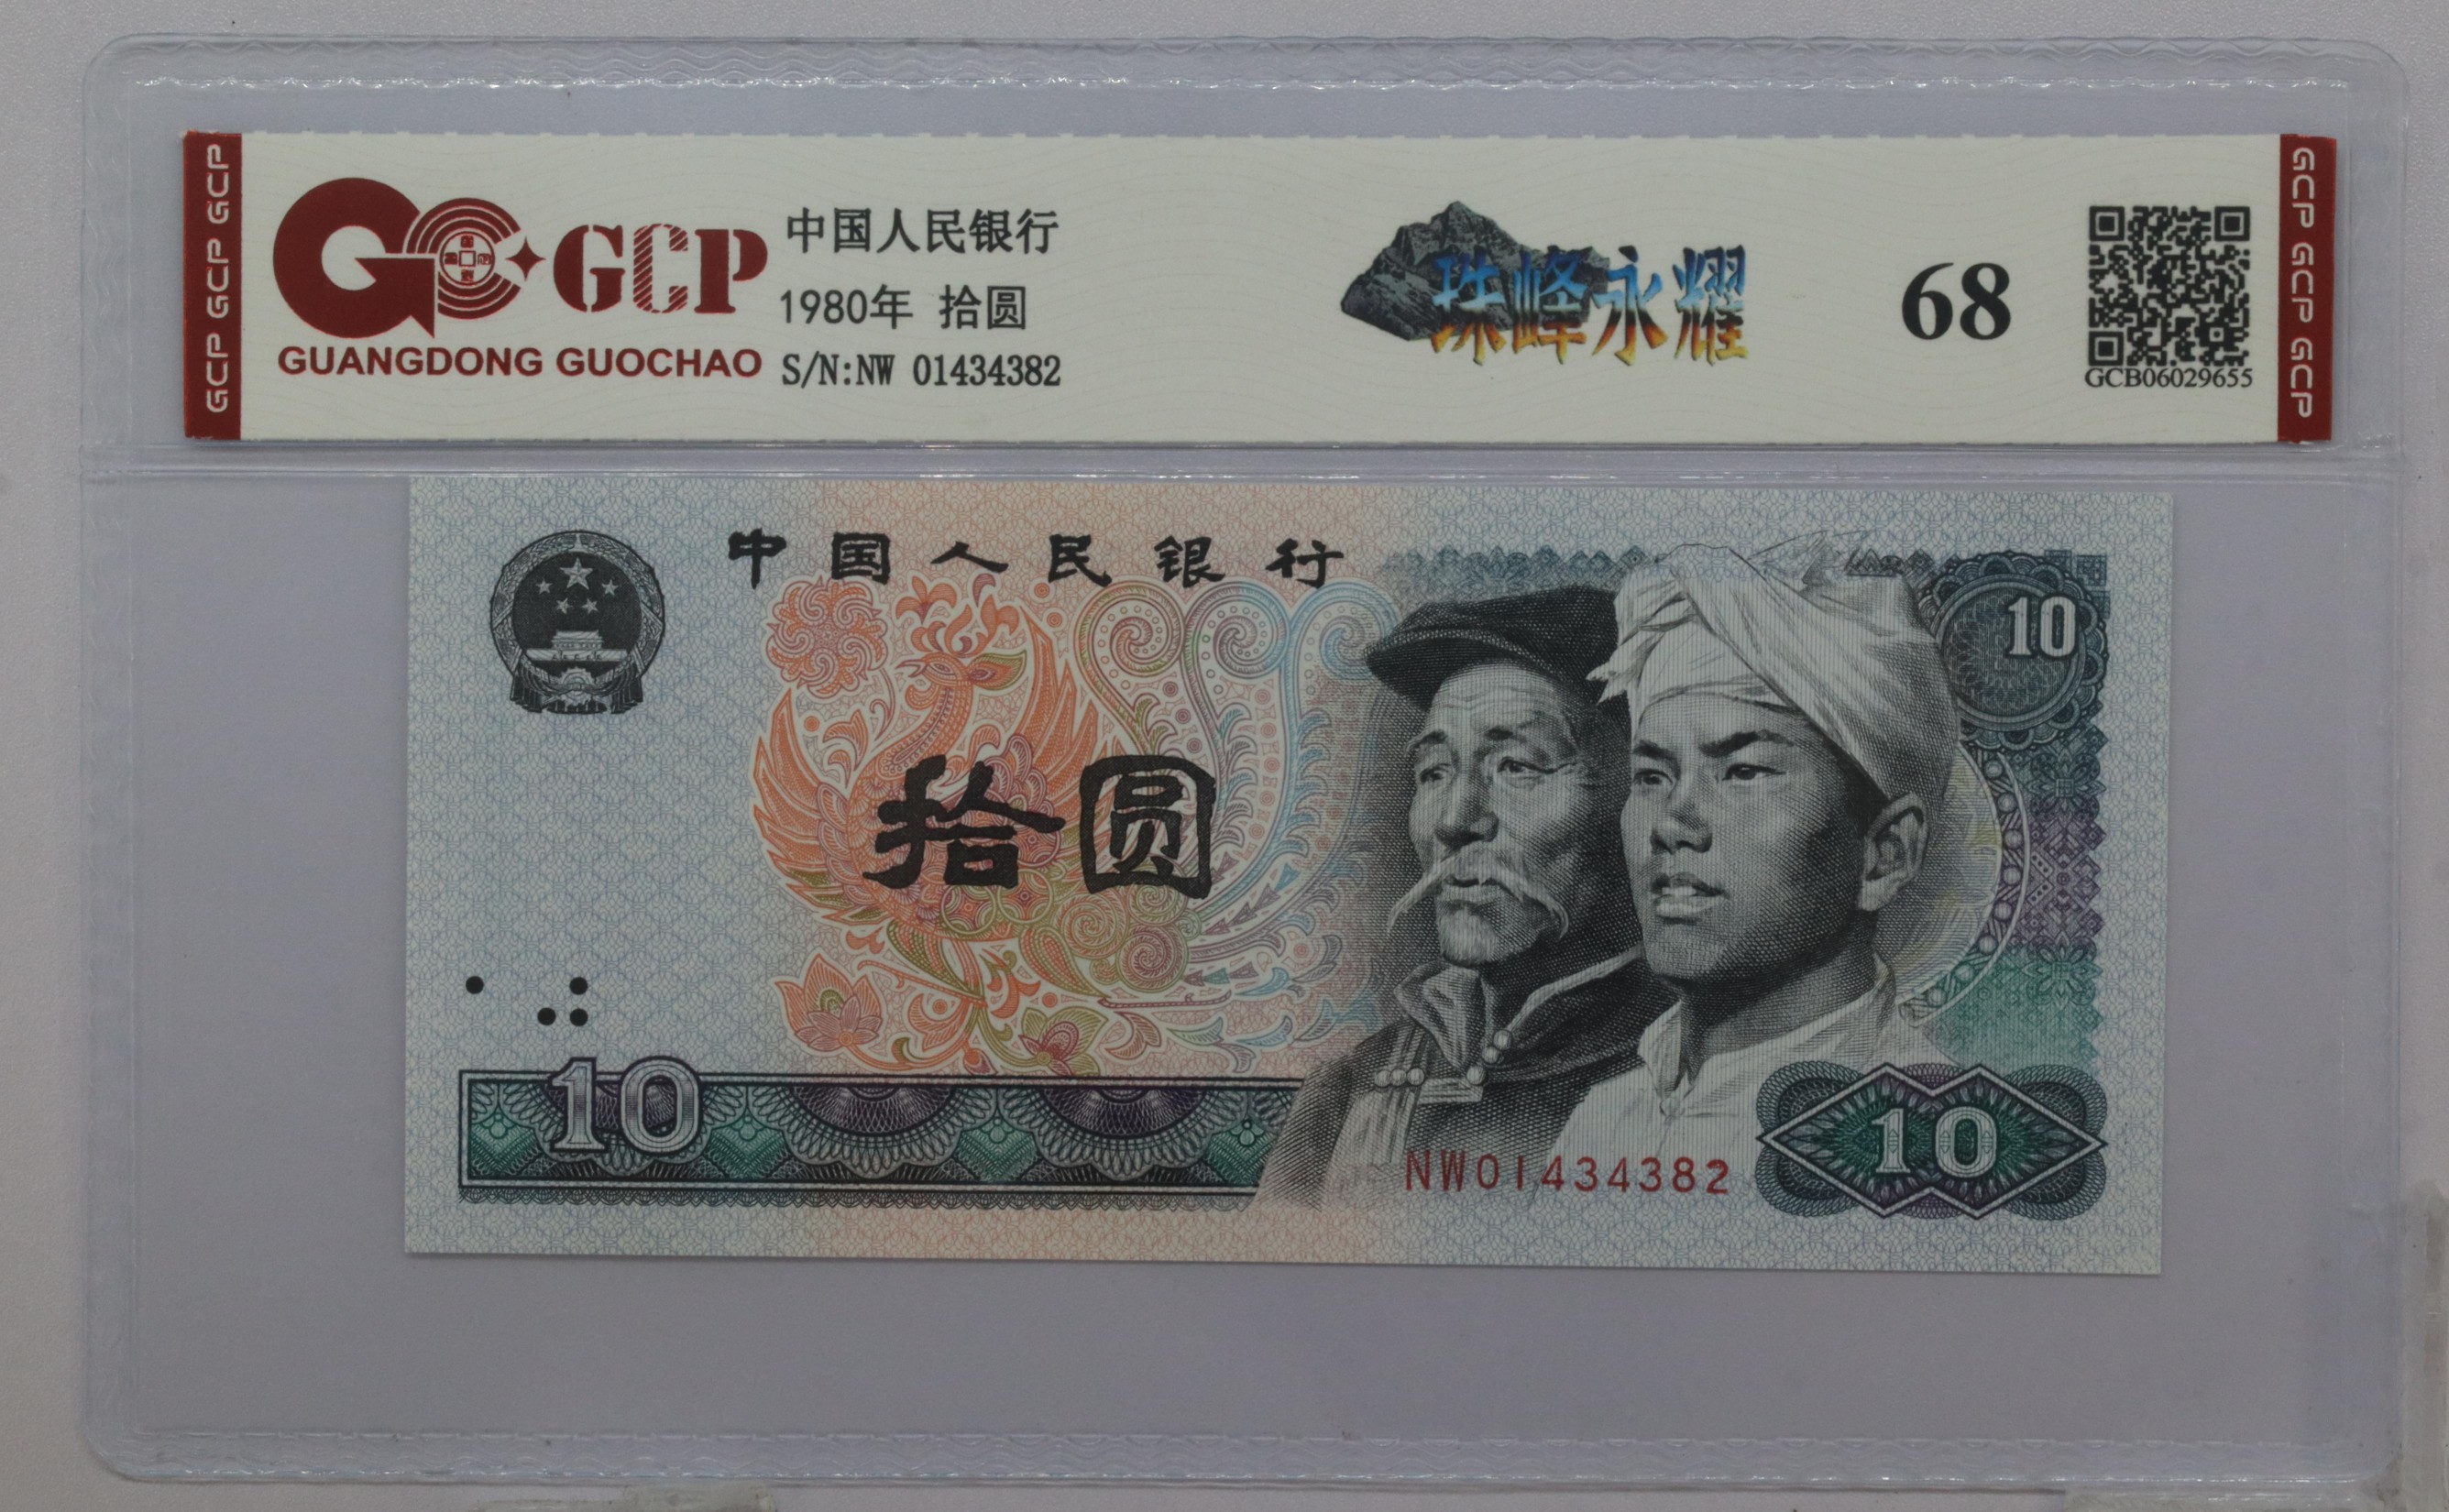 GCP GCP GCP
GCP
GUANGDONG GUOCHAO
中国人民银行
1980年 拾圆
S/N:NW 01434382
珠峰永耀
68
GCB06029655
GCP GCP GCP
中国人民银行
10
拾圆
10
NW01434382
10